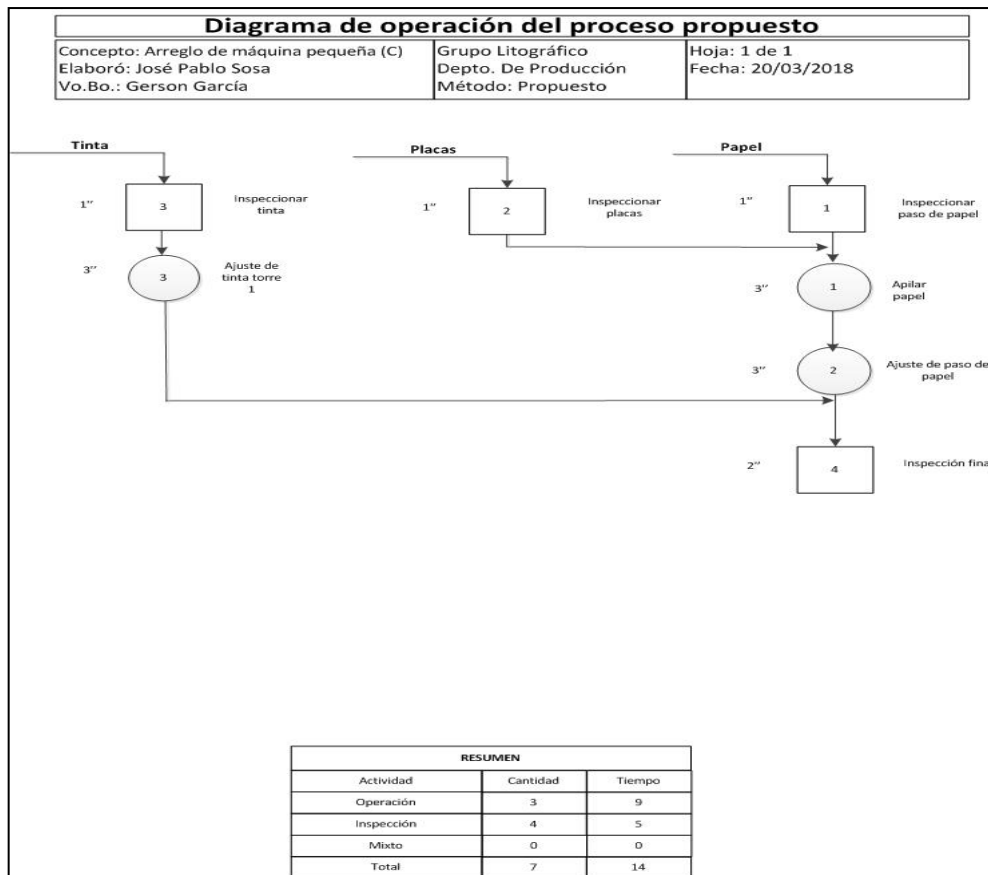 Diagrama de operación del proceso propuesto
Concepto: Arreglo de máquina pequeña (C)
Elaboró: José Pablo Sosa
Vo.Bo.: Gerson García
Grupo Litográfico
Depto. De Producción
Método: Propuesto
Hoja: 1 de 1
Fecha: 20/03/2018
Tinta
Placas
Papel
1’’
3
Inspeccionar
tinta
1’’
2
Inspeccionar
placas
1’’
1
Inspeccionar
paso de papel
3’’
3
Ajuste de
tinta torre
1
3’’
1
Apilar
papel
3’’
2
Ajuste de paso de
papel
2’’
4
Inspección fina
RESUMEN
Actividad Cantidad Tiempo
Operación 3 9
Inspección 4 5
Mixto 0 0
Total 7 14